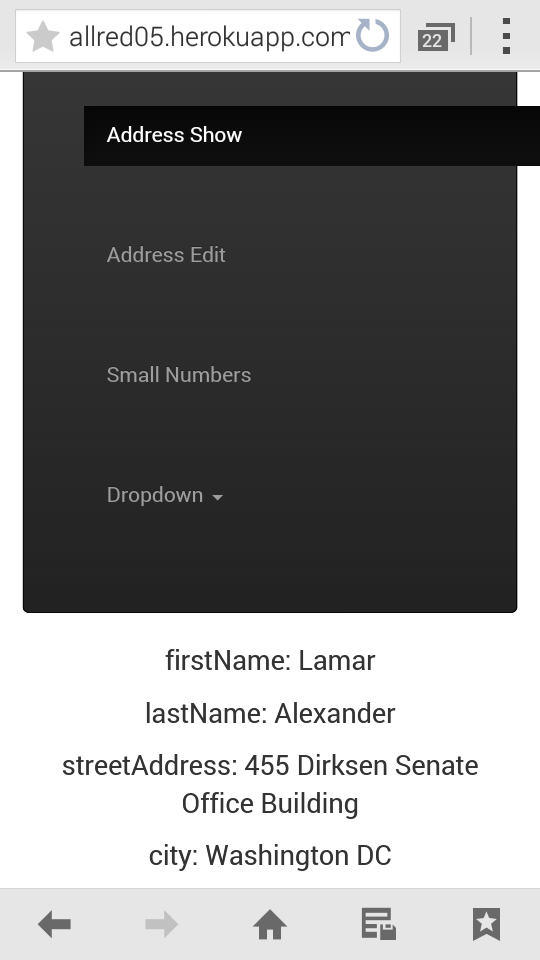 allred05.herokuapp.com
22
Address Show
Address Edit
Small Numbers
Dropdown
firstName: Lamar
lastName: Alexander
streetAddress: 455 Dirksen Senate
Office Building
city: Washington DC